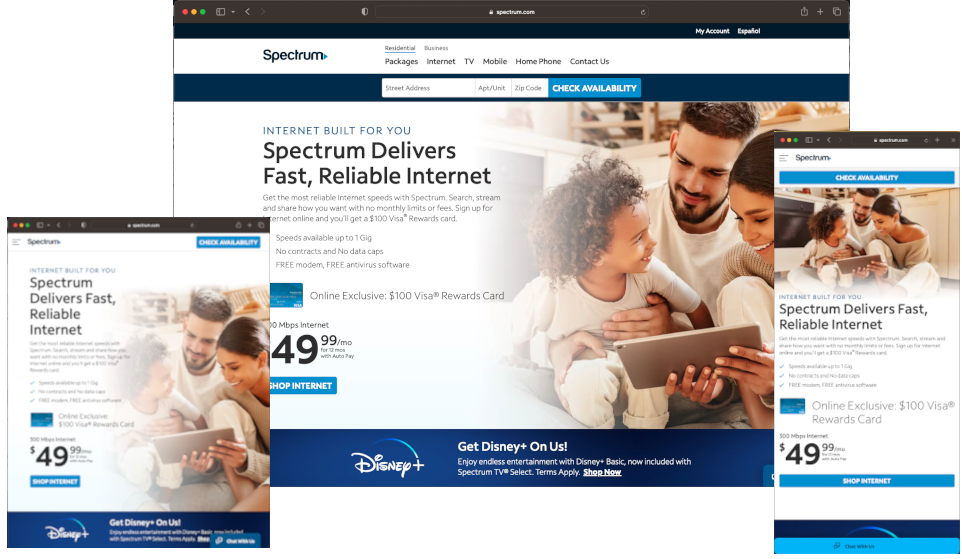 spectrum.com
My Account Español
Spectrum
Residential Business
Packages Internet TV Mobile Home Phone Contact Us
Street Address Apt/Unit Zip Code CHECK AVAILABILITY
INTERNET BUILT FOR YOU
Spectrum Delivers
Fast, Reliable Internet
Get the most reliable Internet speeds with Spectrum. Search, stream
and share how you want with no monthly limits or fees. Sign up for
internet online and you'll get a $100 Visa® Rewards card.
Speeds available up to 1 Gig
No contracts and No data caps
FREE modem, FREE antivirus software
Online Exclusive: $100 Visa® Rewards Card
00 Mbps Internet
49 99/mo
for 12 mos
with Auto Pay
SHOP INTERNET
Disney+
Get Disney+ On Us!
Enjoy endless entertainment with Disney+ Basic, now included with
Spectrum TV® Select. Terms Apply. Shop Now
spectrum.com
Spectrum
CHECK AVAILABILITY
INTERNET BUILT FOR YOU
Spectrum
Delivers Fast,
Reliable
Internet
Get the most reliable Internet speeds with
Spectrum. Search, stream and share how you
want with no monthly limits or fees. Sign up for
internet online and you'll get a $100 Visa®
Rewards card.
Speeds available up to 1 Gig
No contracts and No data caps
FREE modem, FREE antivirus software
Online Exclusive:
$100 Visa® Rewards Card
300 Mbps Internet
$49 99/mo
for 12 mos
with Auto Pay
SHOP INTERNET
Disney+
Get Disney+ On Us!
Enjoy endless entertainment with Disney+ Basic, now included
with Spectrum TV® Select. Terms Apply. Shop
Chat With Us
spectrum.com
Spectrum
CHECK AVAILABILITY
INTERNET BUILT FOR YOU
Spectrum Delivers Fast,
Reliable Internet
Get the most reliable Internet speeds with Spectrum. Search, stream and
share how you want with no monthly limits or fees. Sign up for internet
online and you'll get a $100 Visa® Rewards card.
Speeds available up to 1 Gig
No contracts and No data caps
FREE modem, FREE antivirus software
Online Exclusive: $100 Visa®
Rewards Card
300 Mbps Internet
$49 99/mo
for 12 mos
with Auto Pay
SHOP INTERNET
Chat With Us